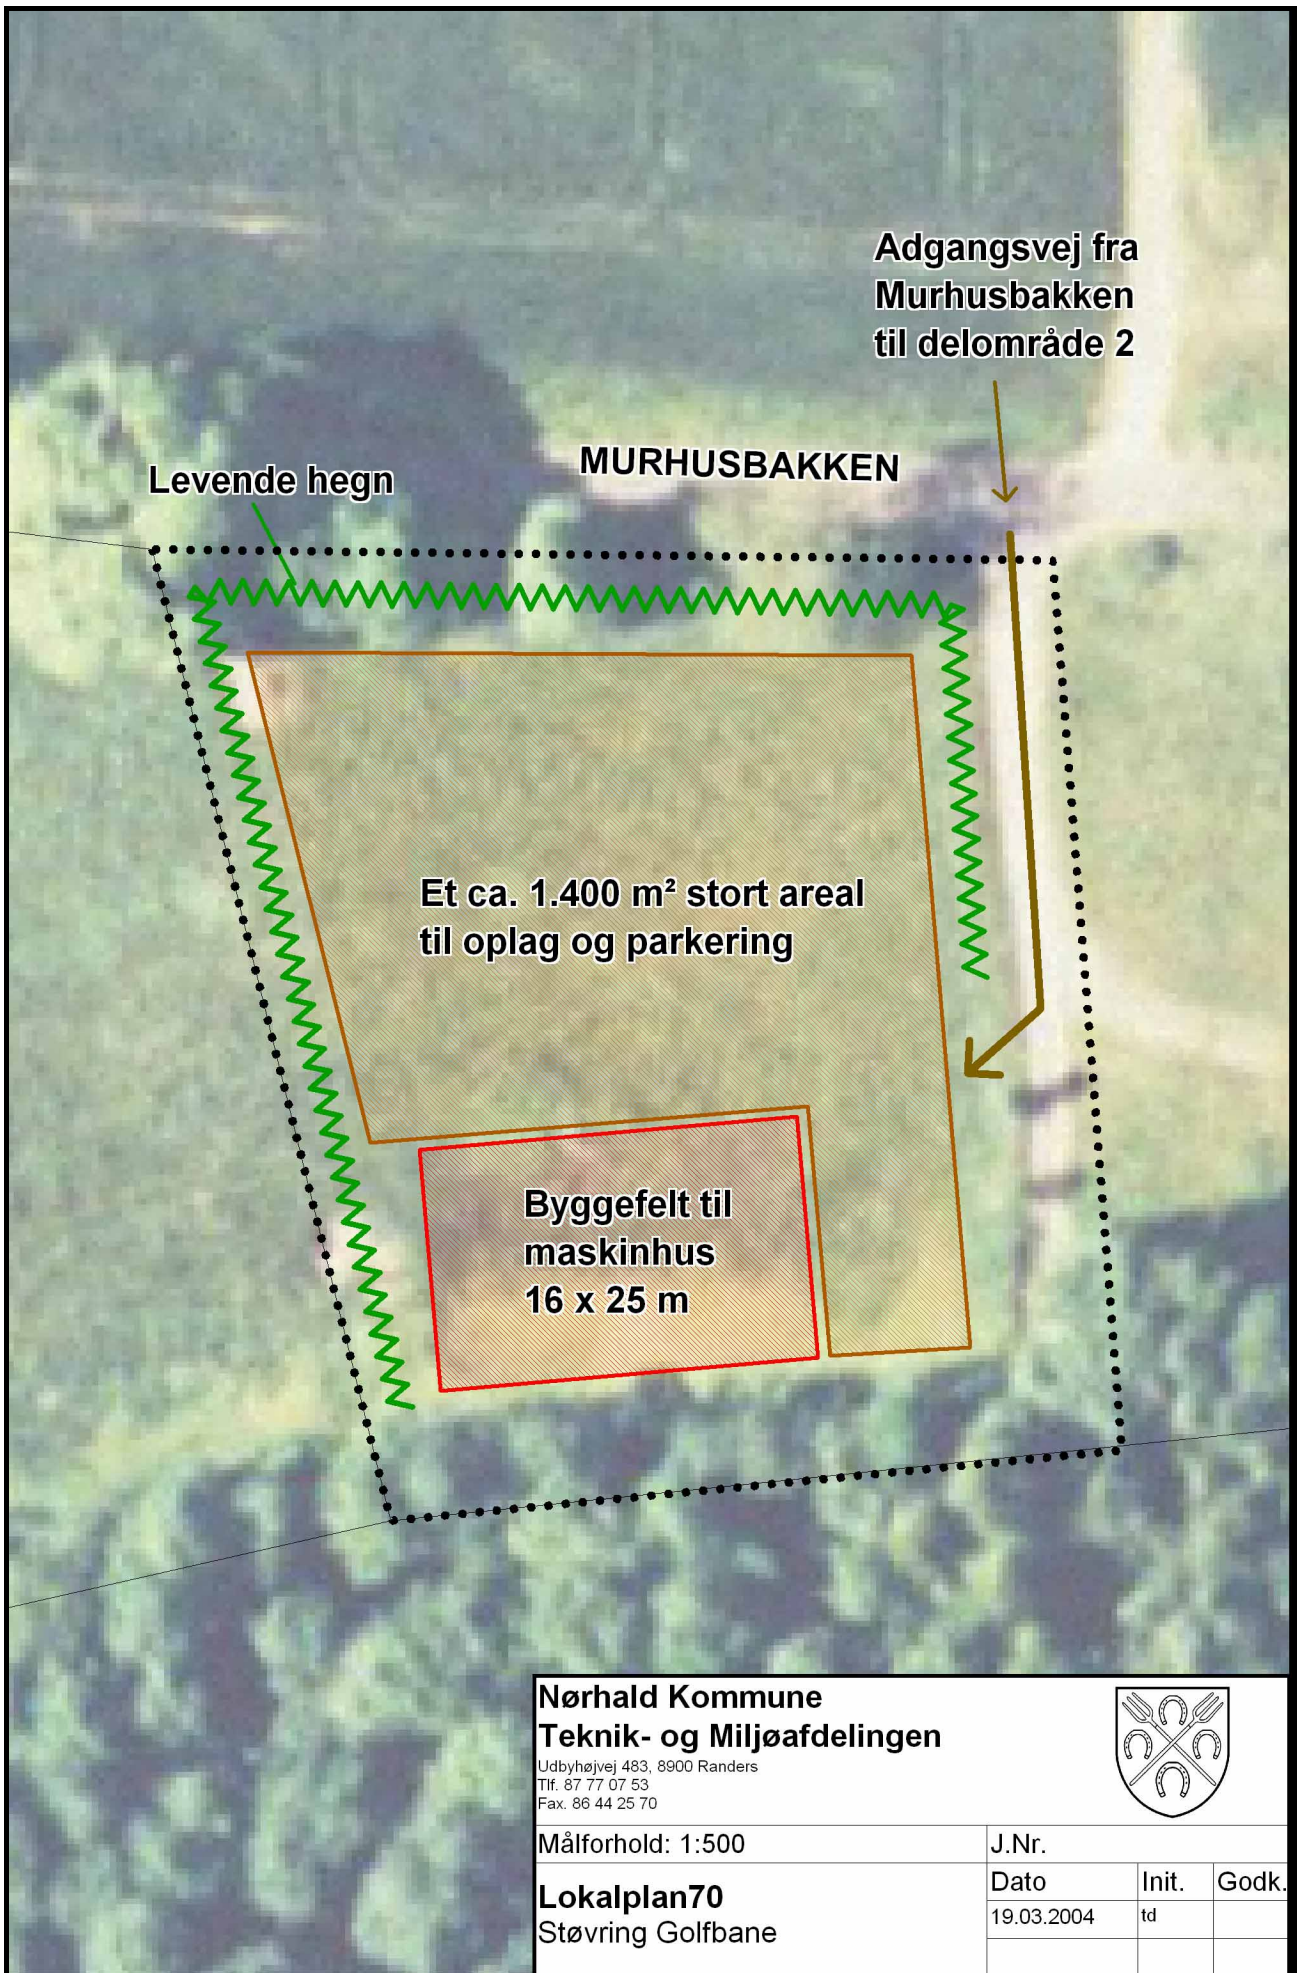 Adgangsvej fra
Murhusbakken
til delområde 2
MURHUSBAKKEN
Levende hegn
Et ca. 1.400 m² stort areal
til oplag og parkering
Byggefelt til
maskinhus
16 x 25 m
Nørhald Kommune
Teknik- og Miljøafdelingen
Udbyhøjvej 483, 8900 Randers
Tlf. 87 77 07 53
Fax. 86 44 25 70
Målforhold: 1:500
J.Nr.
Lokalplan70
Støvring Golfbane
Dato Init. Godk.
19.03.2004 td